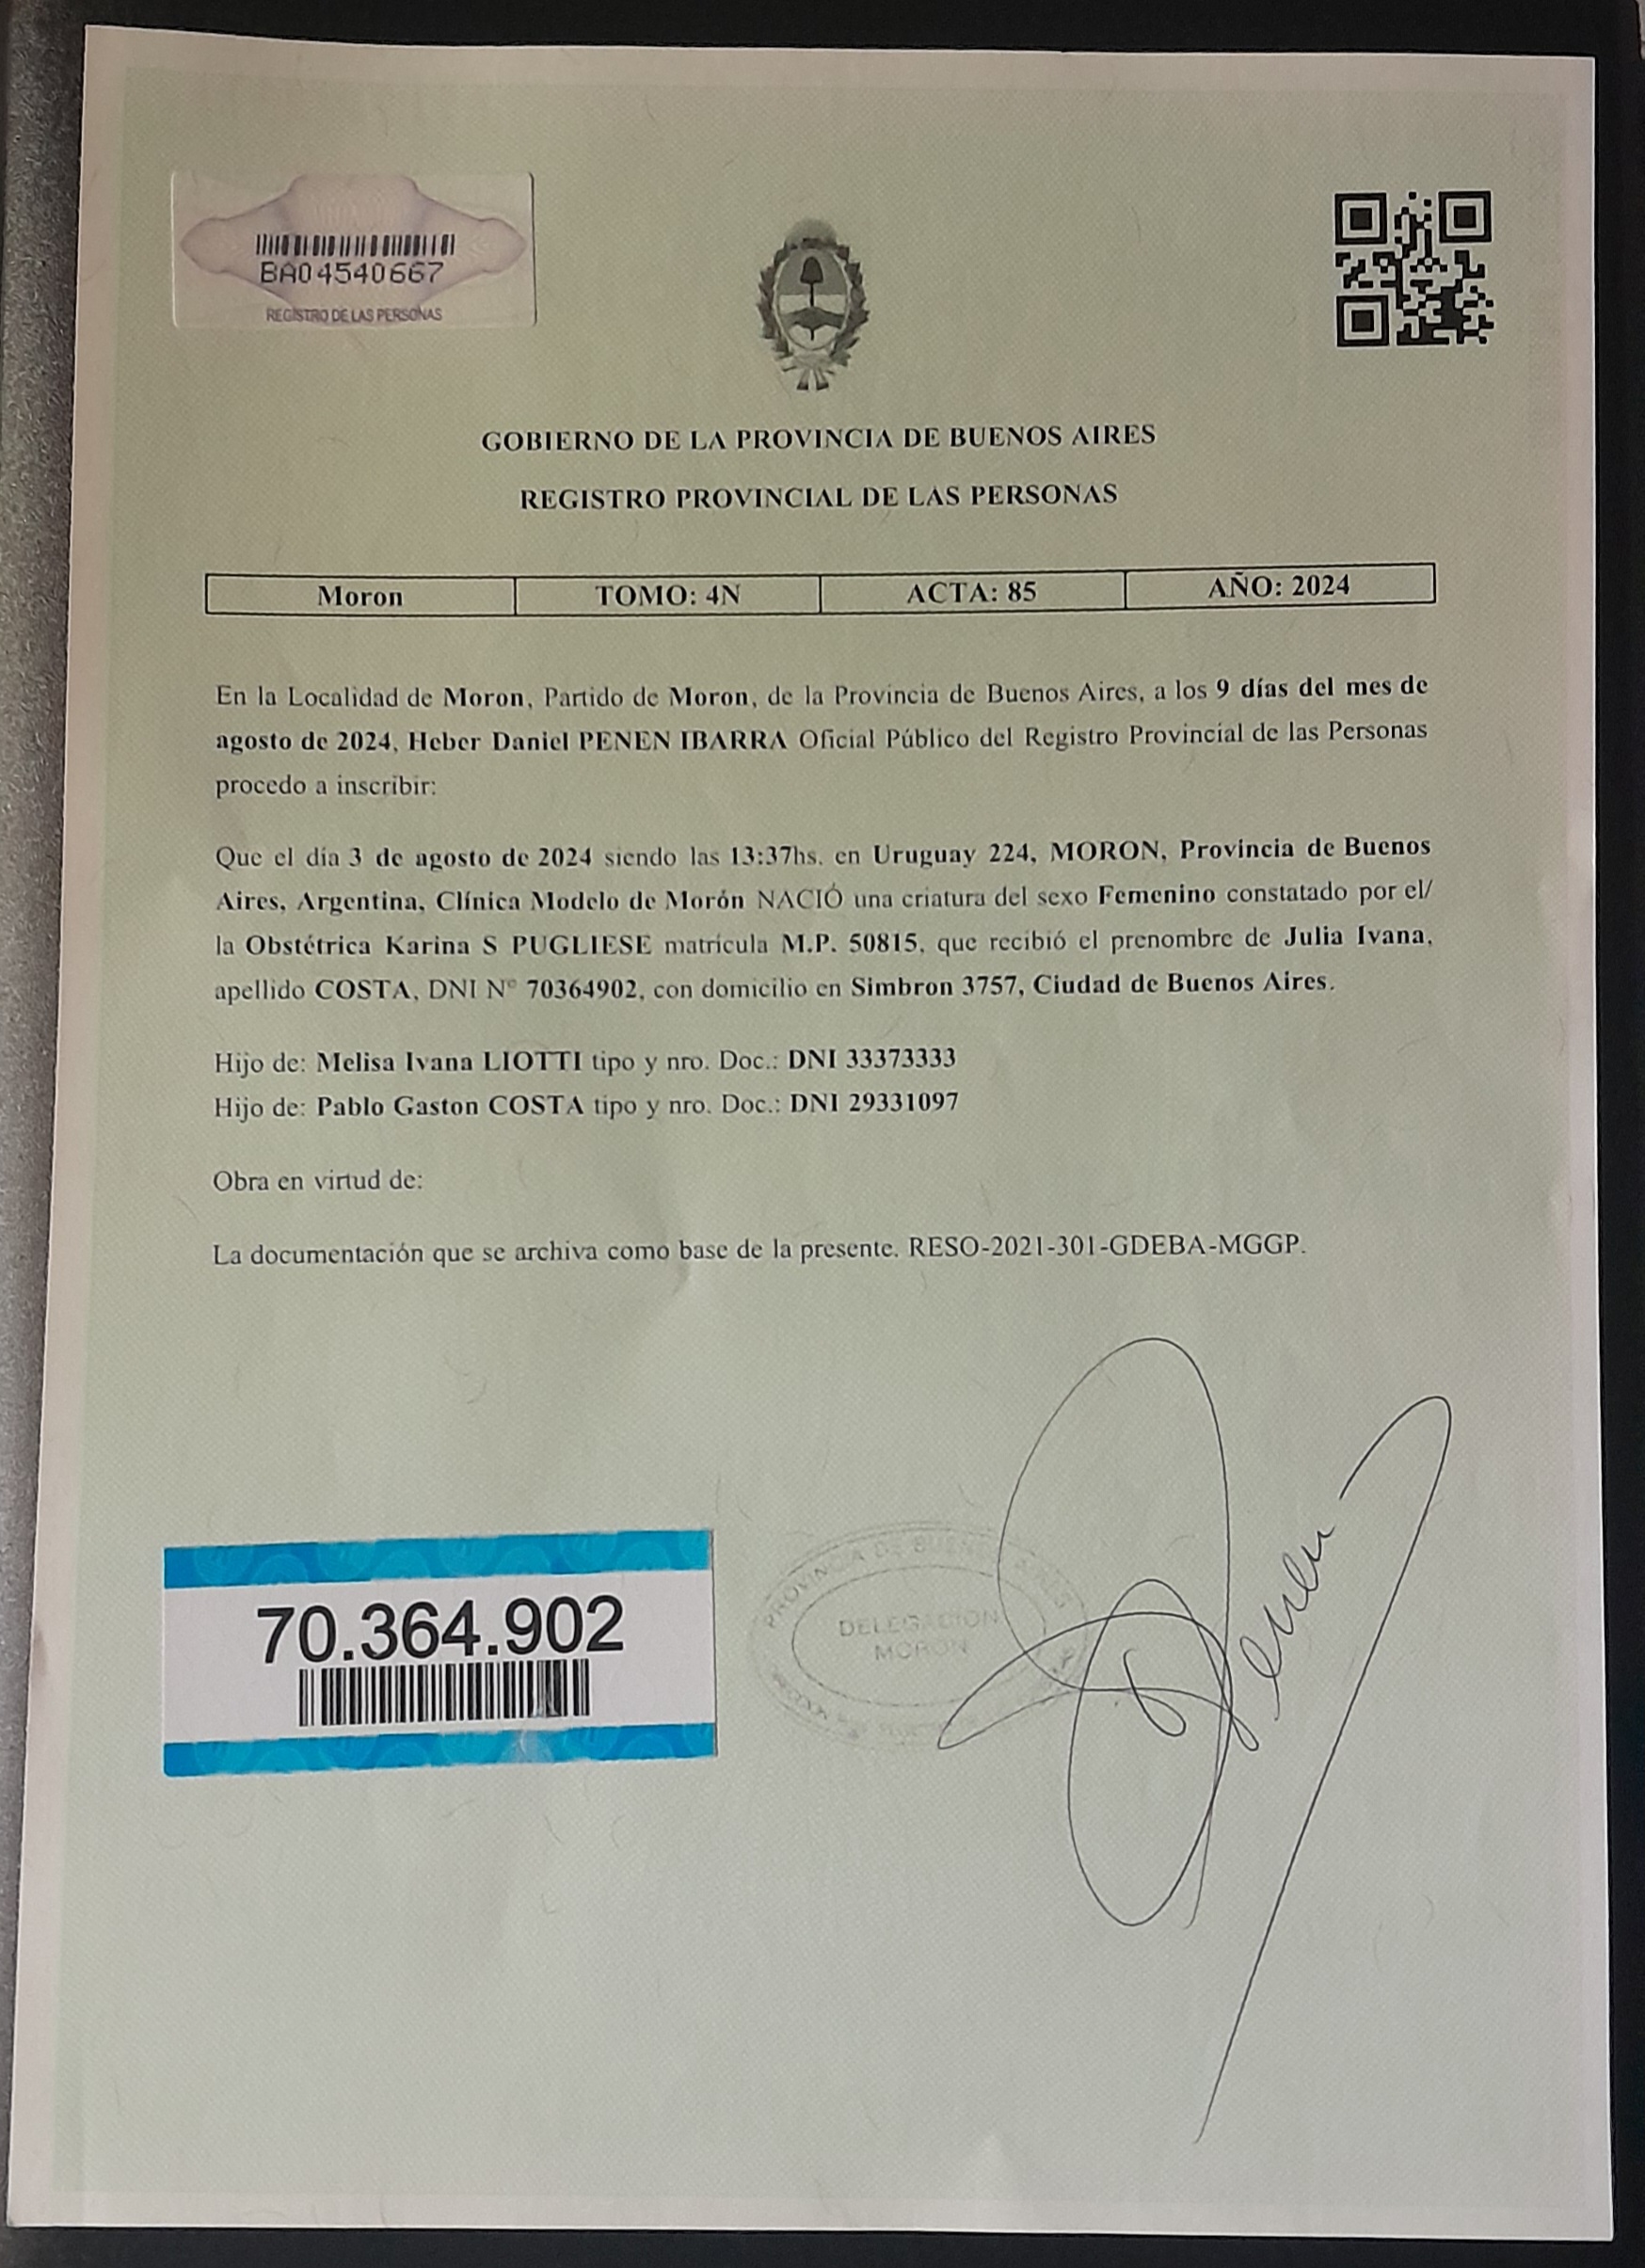 BA04540667
REGISTRO DE LAS PERSONAS
GOBIERNO DE LA PROVINCIA DE BUENOS AIRES
REGISTRO PROVINCIAL DE LAS PERSONAS
Moron TOMO: 4N ACTA: 85 AÑO: 2024
En la Localidad de Moron, Partido de Moron, de la Provincia de Buenos Aires, a los 9 días del mes de
agosto de 2024, Heber Daniel PENEN IBARRA Oficial Público del Registro Provincial de las Personas
procedo a inscribir:
Que el día 3 de agosto de 2024 siendo las 13:37hs. en Uruguay 224, MORON, Provincia de Buenos
Aires, Argentina, Clínica Modelo de Morón NACIÓ una criatura del sexo Femenino constatado por el/
la Obstétrica Karina S PUGLIESE matrícula M.P. 50815, que recibió el prenombre de Julia Ivana,
apellido COSTA, DNI N° 70364902, con domicilio en Simbron 3757, Ciudad de Buenos Aires.
Hijo de: Melisa Ivana LIOTTI tipo y nro. Doc.: DNI 33373333
Hijo de: Pablo Gaston COSTA tipo y nro. Doc.: DNI 29331097
Obra en virtud de:
La documentación que se archiva como base de la presente. RESO-2021-301-GDEBA-MGGP.
70.364.902
PROVINCIA DE BUENOS AIRES
DELEGACION
MORON